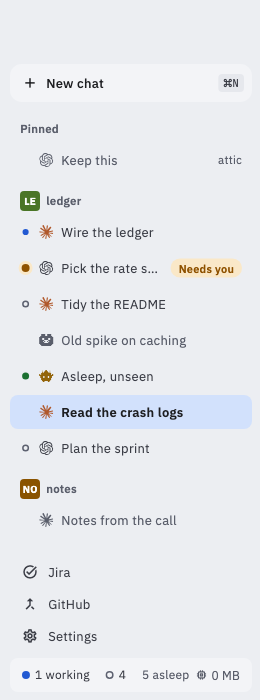 New chat ⌘N
Pinned
Keep this attic
LE ledger
Wire the ledger
Pick the rate s... Needs you
Tidy the README
Old spike on caching
Asleep, unseen
Read the crash logs
Plan the sprint
NO notes
Notes from the call
Jira
GitHub
Settings
1 working 4 5 asleep 0 MB